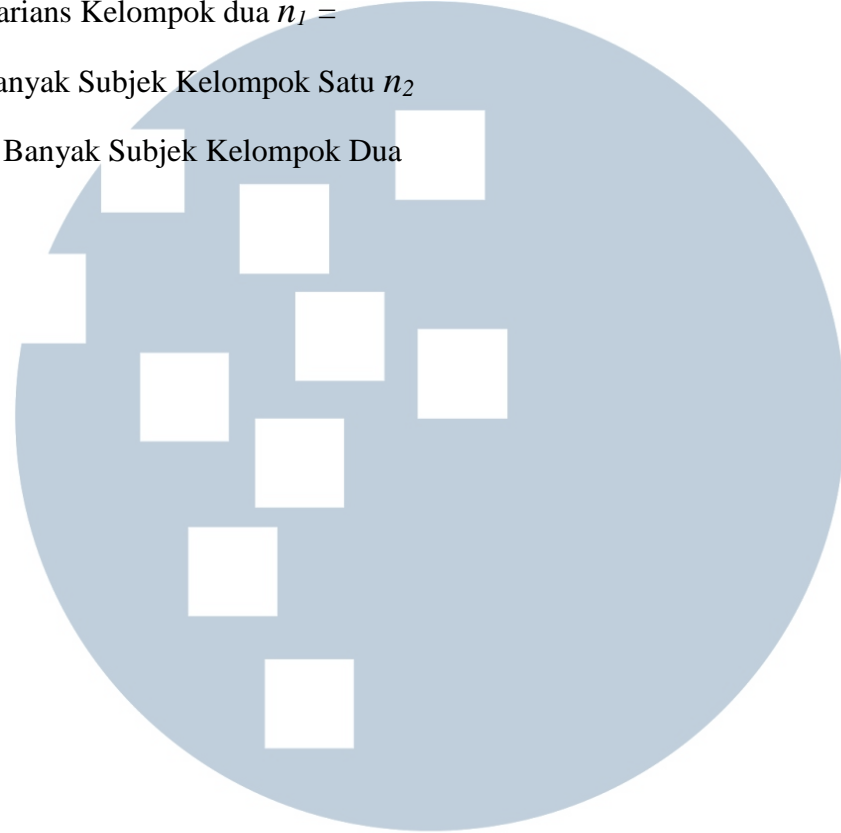 arians Kelompok dua n₁ =
anyak Subjek Kelompok Satu n₂
Banyak Subjek Kelompok Dua